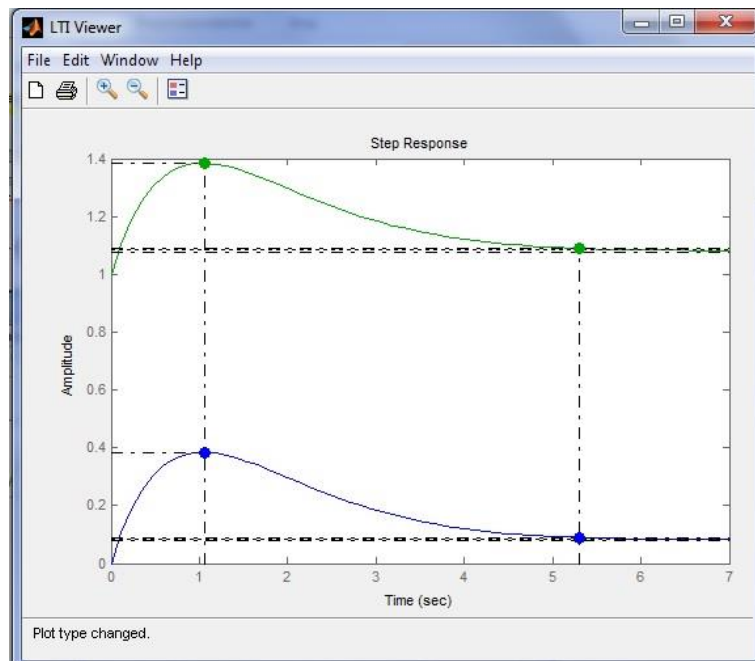 LTI Viewer
File Edit Window Help
Step Response
1.4
1.2
1
0.8
0.6
0.4
0.2
0
Amplitude
0 1 2 3 4 5 6 7
Time (sec)
Plot type changed.